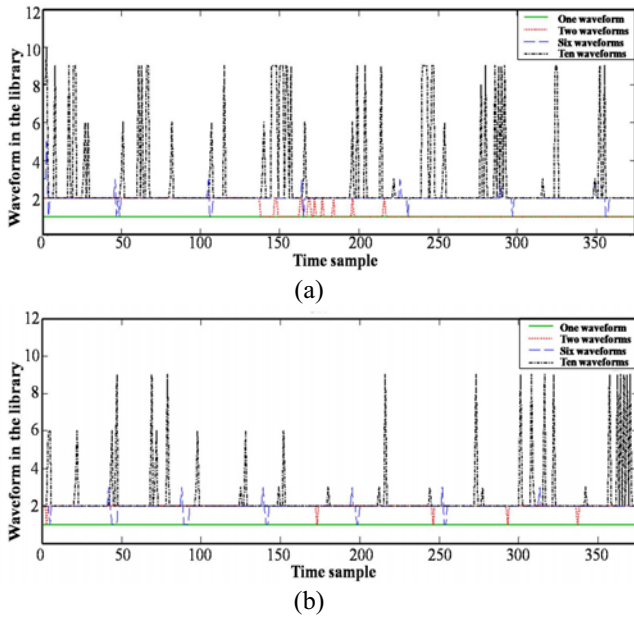 12
10
8
6
4
2
Waveform in the library
One waveform
Two waveforms
Six waveforms
Ten waveforms
0 50 100 150 200 250 300 350
Time sample
(a)
12
10
8
6
4
2
0
Waveform in the library
One waveform
Two waveforms
Six waveforms
Ten waveforms
0 50 100 150 200 250 300 350
Time sample
(b)